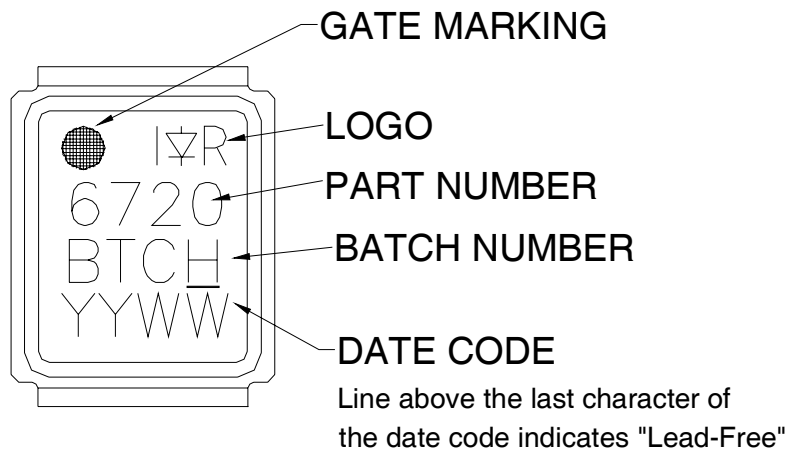 GATE MARKING
I R
LOGO
6720
PART NUMBER
BTCH
BATCH NUMBER
YYWW
DATE CODE
Line above the last character of
the date code indicates "Lead-Free"